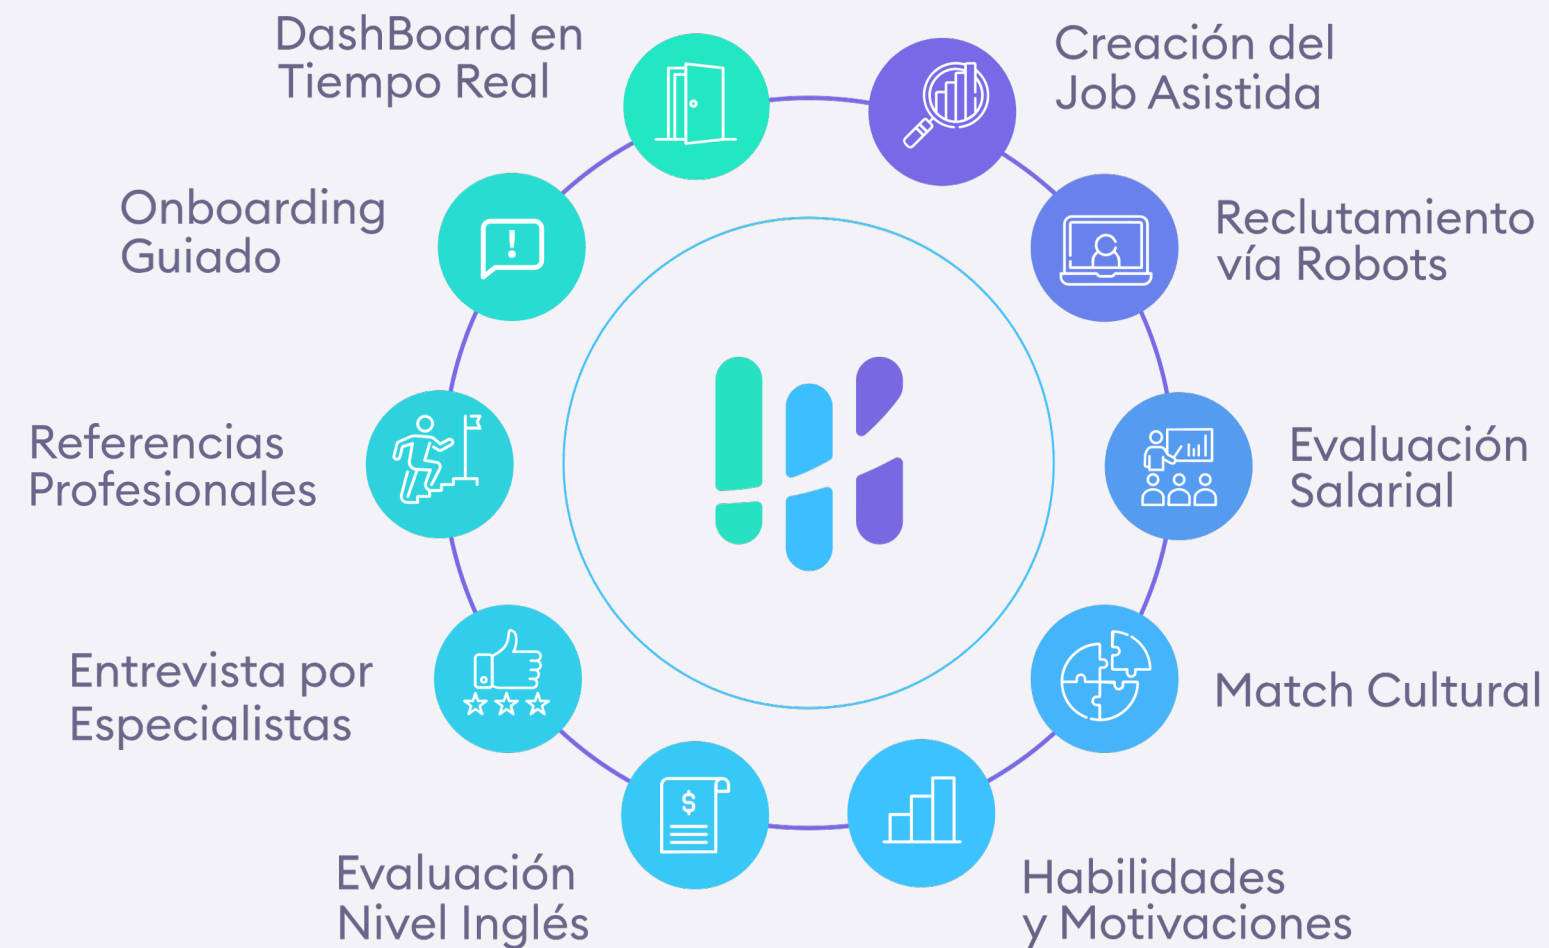 DashBoard en
Tiempo Real
Creación del
Job Asistida
Onboarding
Guiado
!
Reclutamiento
vía Robots
Referencias
Profesionales
Evaluación
Salarial
Entrevista por
Especialistas
Match Cultural
$
Evaluación
Nivel Inglés
Habilidades
y Motivaciones